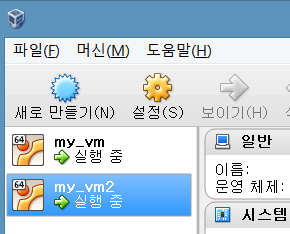 파일(F) 머신(M) 도움말(H)
새로 만들기(N) 설정(S) 보이기(H)
64 my_vm
실행 중
64 my_vm2
실행 중
일반
이름:
운영 체제:
시스템